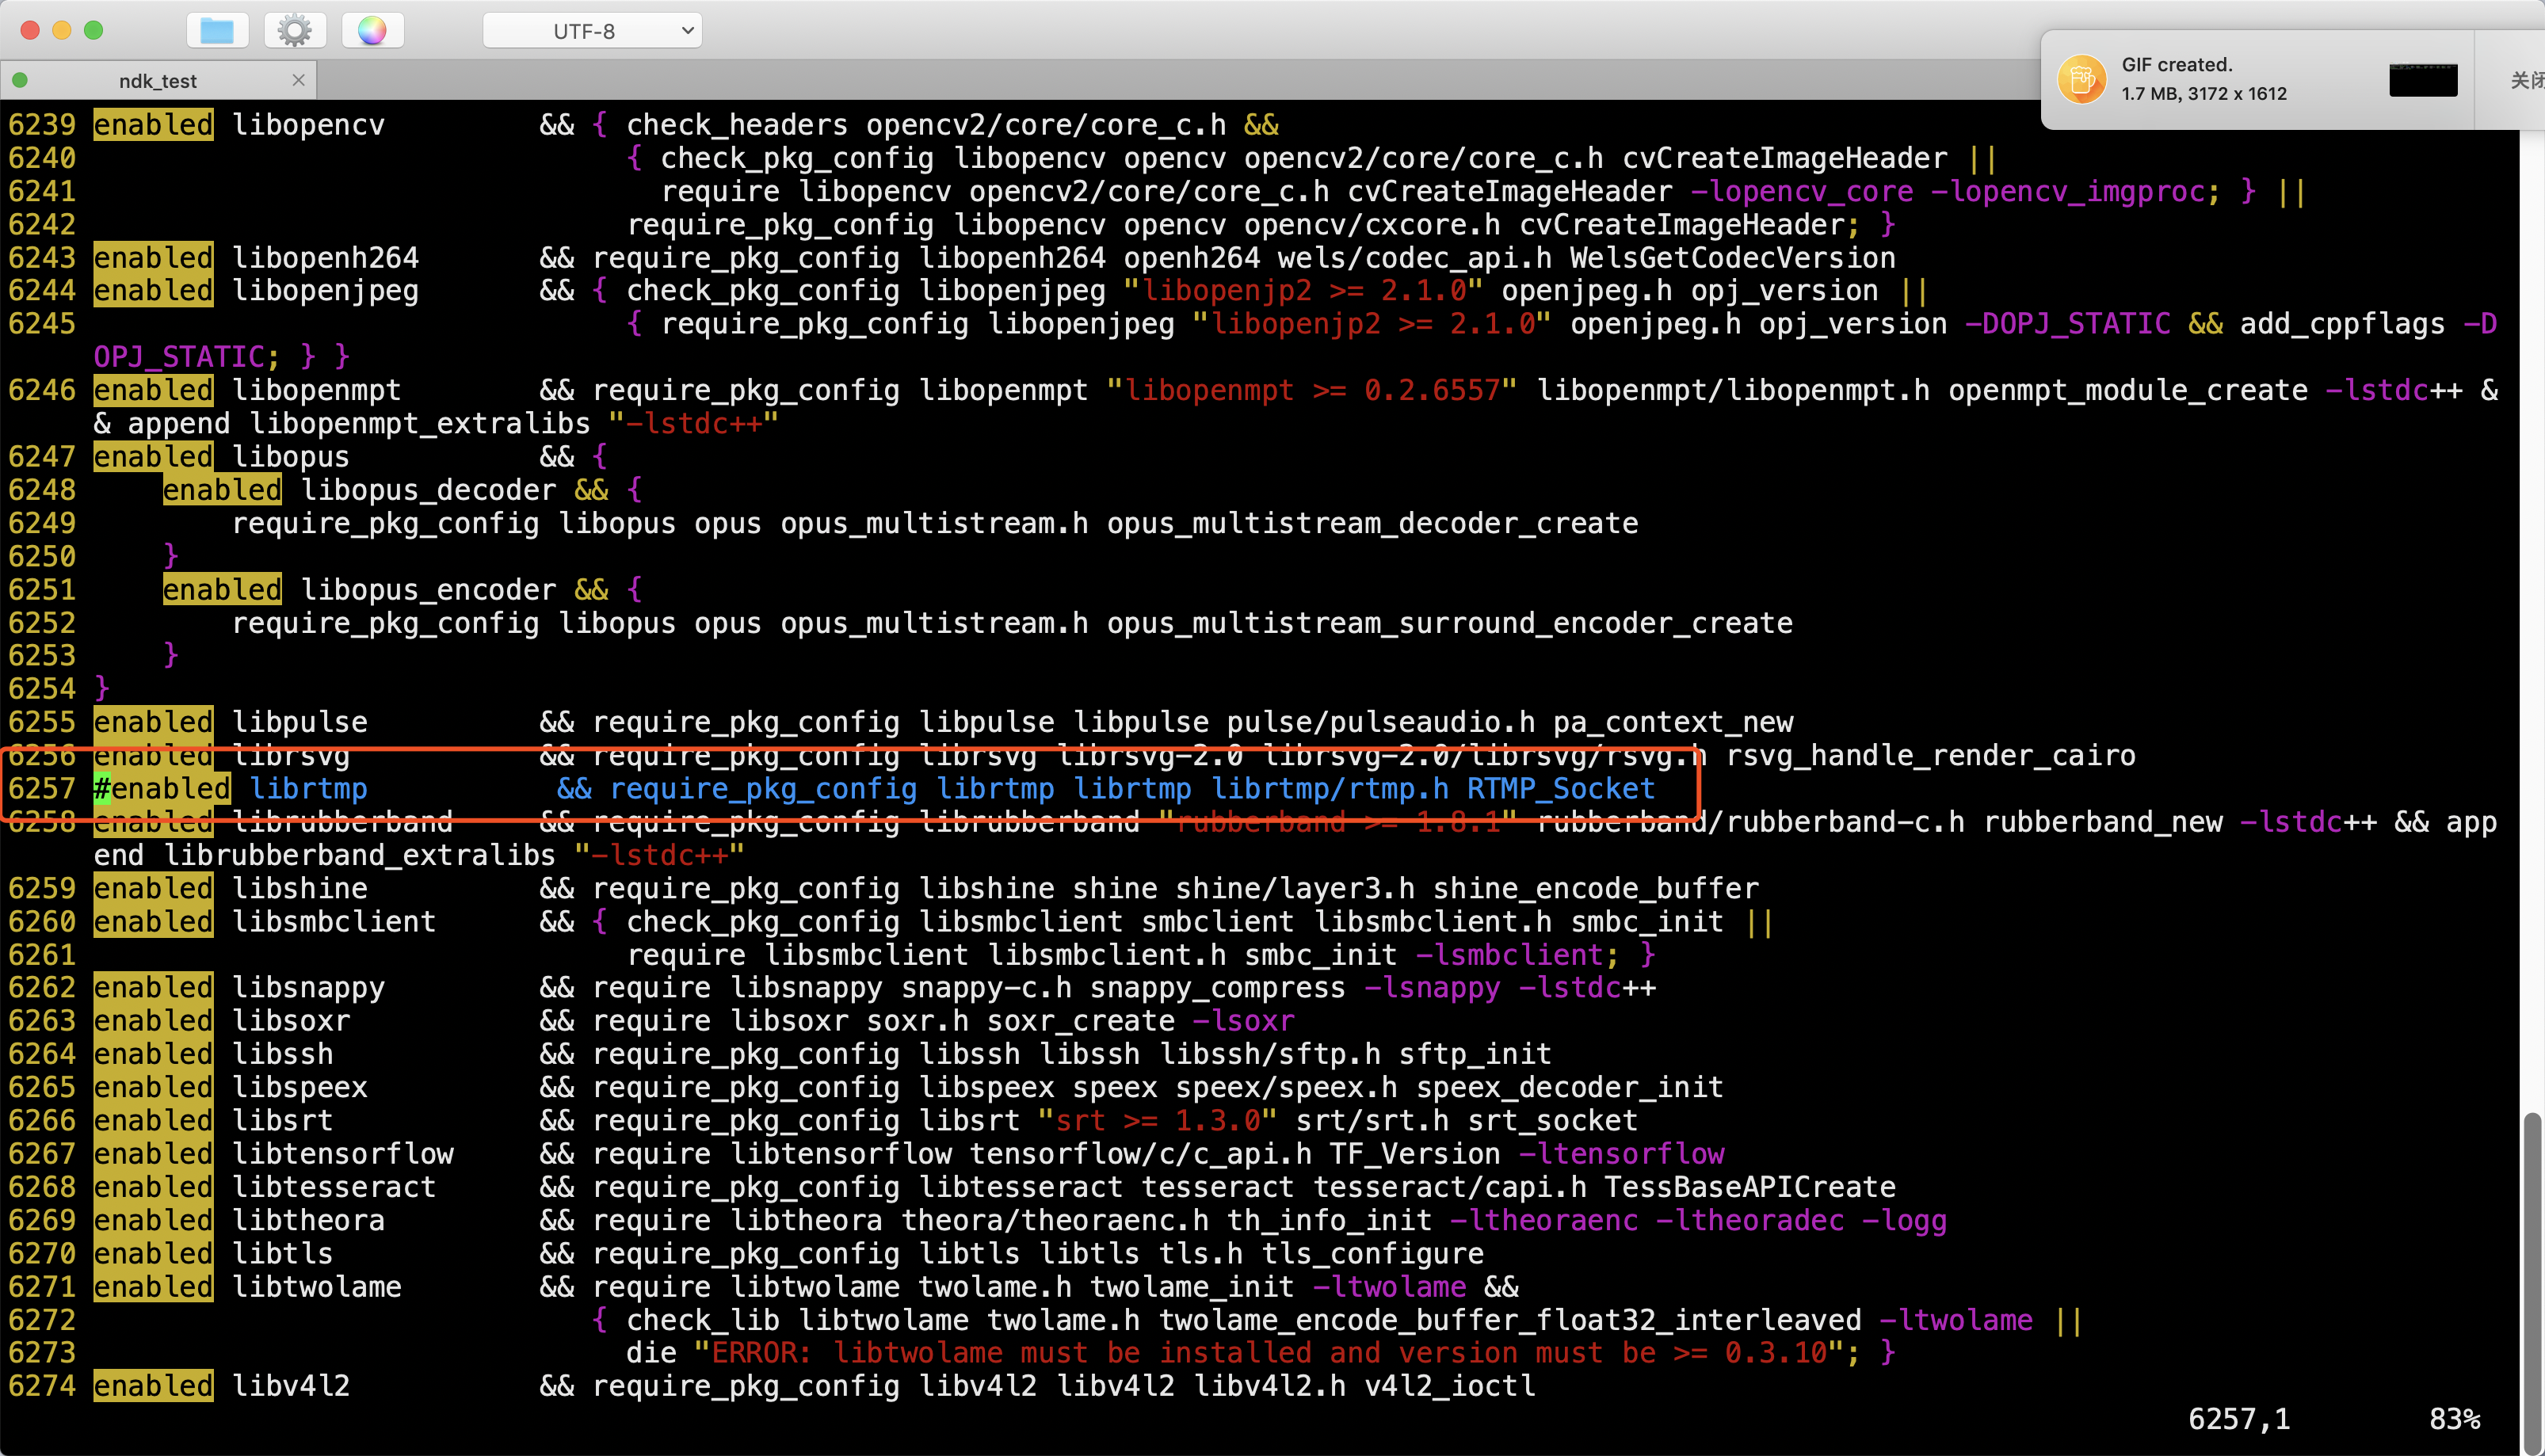 UTF-8
ndk_test
GIF created.
1.7 MB, 3172 x 1612
关闭
6239 enabled libopencv && { check_headers opencv2/core/core_c.h &&
6240 { check_pkg_config libopencv opencv opencv2/core/core_c.h cvCreateImageHeader ||
6241 require libopencv opencv2/core/core_c.h cvCreateImageHeader -lopencv_core -lopencv_imgproc; } ||
6242 require_pkg_config libopencv opencv opencv/cxcore.h cvCreateImageHeader; }
6243 enabled libopenh264 && require_pkg_config libopenh264 openh264 wels/codec_api.h WelsGetCodecVersion
6244 enabled libopenjpeg && { check_pkg_config libopenjpeg "libopenjp2 >= 2.1.0" openjpeg.h opj_version ||
6245 { require_pkg_config libopenjpeg "libopenjp2 >= 2.1.0" openjpeg.h opj_version -DOPJ_STATIC && add_cppflags -D
OPJ_STATIC; } }
6246 enabled libopenmpt && require_pkg_config libopenmpt "libopenmpt >= 0.2.6557" libopenmpt/libopenmpt.h openmpt_module_create -lstdc++ &
& append libopenmpt_extralibs "-lstdc++"
6247 enabled libopus && {
6248 enabled libopus_decoder && {
6249 require_pkg_config libopus opus opus_multistream.h opus_multistream_decoder_create
6250 }
6251 enabled libopus_encoder && {
6252 require_pkg_config libopus opus opus_multistream.h opus_multistream_surround_encoder_create
6253 }
6254 }
6255 enabled libpulse && require_pkg_config libpulse libpulse pulse/pulseaudio.h pa_context_new
6256 enabled librsvg && require_pkg_config librsvg librsvg-2.0 librsvg-2.0/librsvg/rsvg.h rsvg_handle_render_cairo
6257 #enabled librtmp && require_pkg_config librtmp librtmp librtmp/rtmp.h RTMP_Socket
6258 enabled librubberband && require_pkg_config librubberband "rubberband >= 1.8.1" rubberband/rubberband-c.h rubberband_new -lstdc++ && app
end librubberband_extralibs "-lstdc++"
6259 enabled libshine && require_pkg_config libshine shine shine/layer3.h shine_encode_buffer
6260 enabled libsmbclient && { check_pkg_config libsmbclient smbclient libsmbclient.h smbc_init ||
6261 require libsmbclient libsmbclient.h smbc_init -lsmbclient; }
6262 enabled libsnappy && require libsnappy snappy-c.h snappy_compress -lsnappy -lstdc++
6263 enabled libsoxr && require libsoxr soxr.h soxr_create -lsoxr
6264 enabled libssh && require_pkg_config libssh libssh libssh/sftp.h sftp_init
6265 enabled libspeex && require_pkg_config libspeex speex speex/speex.h speex_decoder_init
6266 enabled libsrt && require_pkg_config libsrt "srt >= 1.3.0" srt/srt.h srt_socket
6267 enabled libtensorflow && require libtensorflow tensorflow/c/c_api.h TF_Version -ltensorflow
6268 enabled libtesseract && require_pkg_config libtesseract tesseract tesseract/capi.h TessBaseAPICreate
6269 enabled libtheora && require libtheora theora/theoraenc.h th_info_init -ltheoraenc -ltheoradec -logg
6270 enabled libtls && require_pkg_config libtls libtls tls.h tls_configure
6271 enabled libtwolame && require libtwolame twolame.h twolame_init -ltwolame &&
6272 { check_lib libtwolame twolame.h twolame_encode_buffer_float32_interleaved -ltwolame ||
6273 die "ERROR: libtwolame must be installed and version must be >= 0.3.10"; }
6274 enabled libv4l2 && require_pkg_config libv4l2 libv4l2 libv4l2.h v4l2_ioctl
6257,1 83%